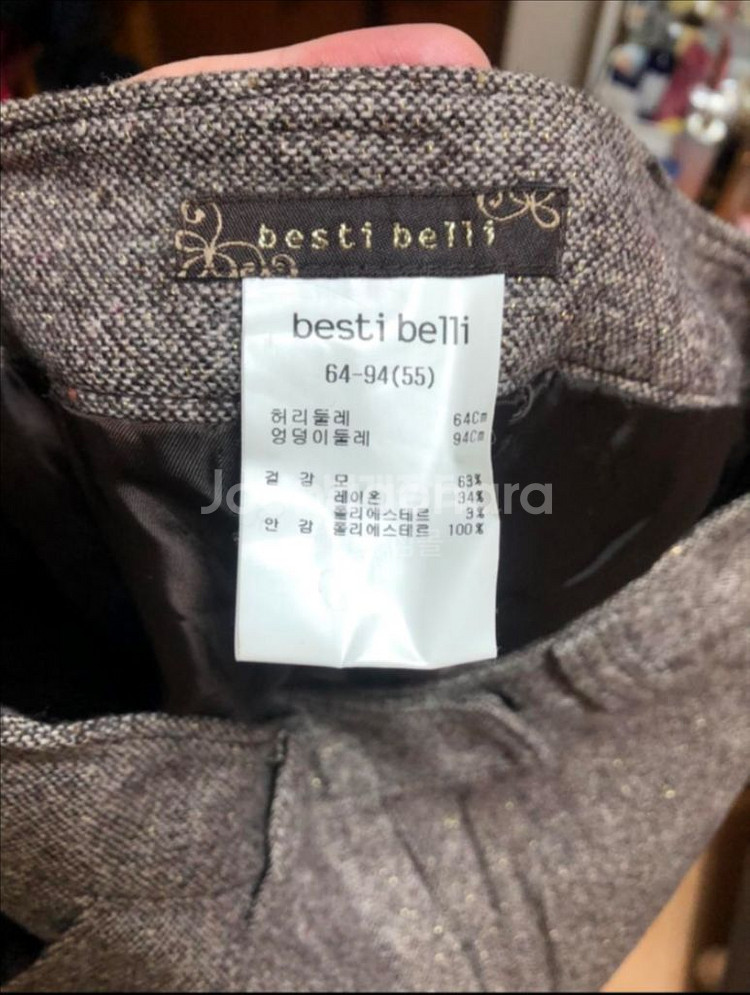 besti belli
besti belli
64-94(55)
허리둘레 64Cm
엉덩이둘레 94Cm
겉 감 모 63%
레이온 34%
폴리에스테르 3%
안 감 폴리에스테르 100%